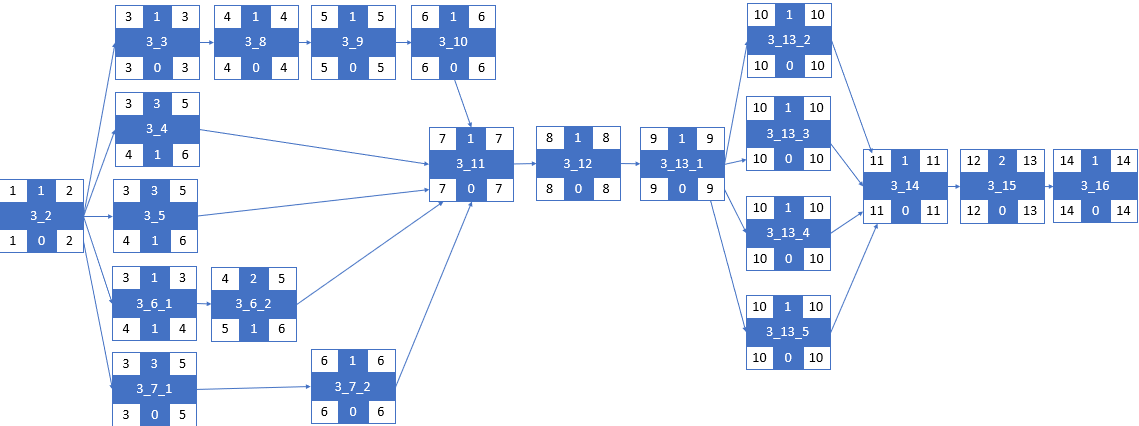 3 1 3
3_3
3 0 3
4 1 4
3_8
4 0 4
5 1 5
3_9
5 0 5
6 1 6
3_10
6 0 6
3 3 5
3_4
4 1 6
1 1 2
3_2
1 0 2
3 3 5
3_5
4 1 6
3 1 3
3_6_1
4 1 4
4 2 5
3_6_2
5 1 6
3 3 5
3_7_1
3 0 5
6 1 6
3_7_2
6 0 6
7 1 7
3_11
7 0 7
8 1 8
3_12
8 0 8
9 1 9
3_13_1
9 0 9
10 1 10
3_13_2
10 0 10
10 1 10
3_13_3
10 0 10
10 1 10
3_13_4
10 0 10
10 1 10
3_13_5
10 0 10
11 1 11
3_14
11 0 11
12 2 13
3_15
12 0 13
14 1 14
3_16
14 0 14